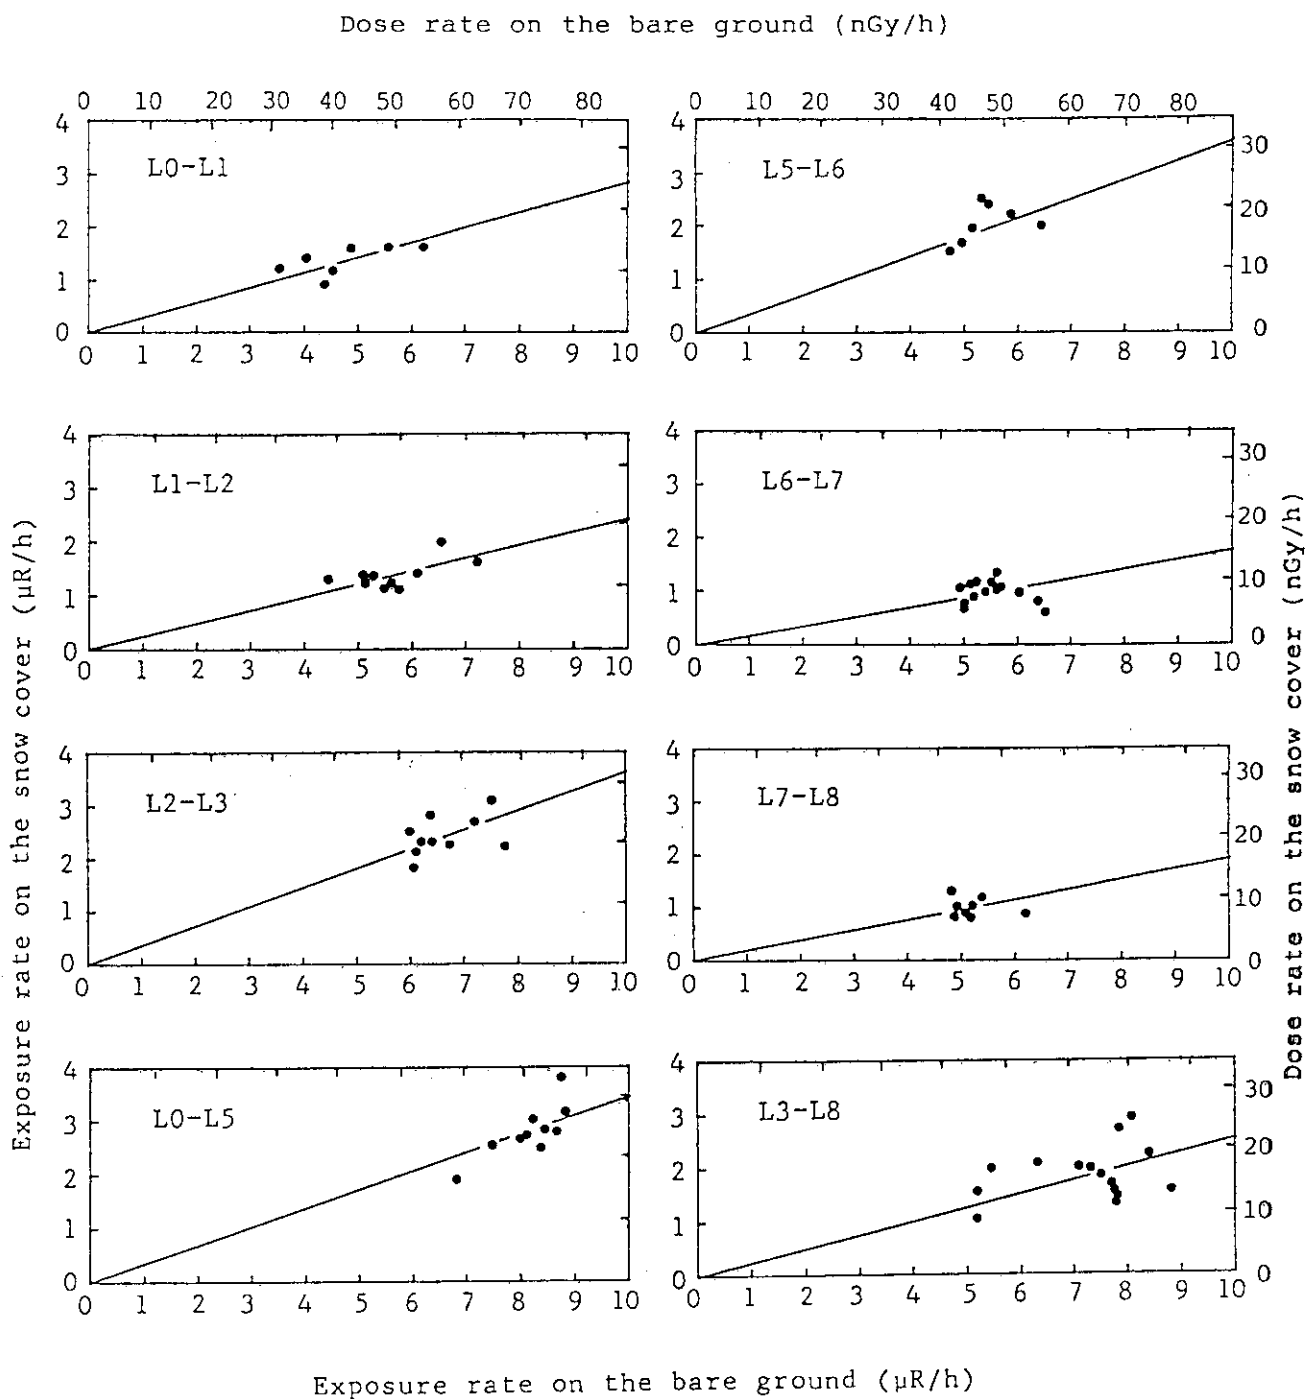 Dose rate on the bare ground (nGy/h)
0 10 20 30 40 50 60 70 80
0 10 20 30 40 50 60 70 80
4
3
2
1
0
L0-L1
0 1 2 3 4 5 6 7 8 9 10
4
3
2
1
0
L5-L6
30
20
10
0
0 1 2 3 4 5 6 7 8 9 10
4
3
2
1
0
L1-L2
0 1 2 3 4 5 6 7 8 9 10
4
3
2
1
0
L6-L7
30
20
10
0
0 1 2 3 4 5 6 7 8 9 10
4
3
2
1
0
L2-L3
0 1 2 3 4 5 6 7 8 9 10
4
3
2
1
0
L7-L8
30
20
10
0
0 1 2 3 4 5 6 7 8 9 10
4
3
2
1
0
L0-L5
0 1 2 3 4 5 6 7 8 9 10
4
3
2
1
0
L3-L8
30
20
10
0
0 1 2 3 4 5 6 7 8 9 10
Exposure rate on the snow cover (μR/h)
Dose rate on the snow cover (nGy/h)
Exposure rate on the bare ground (μR/h)